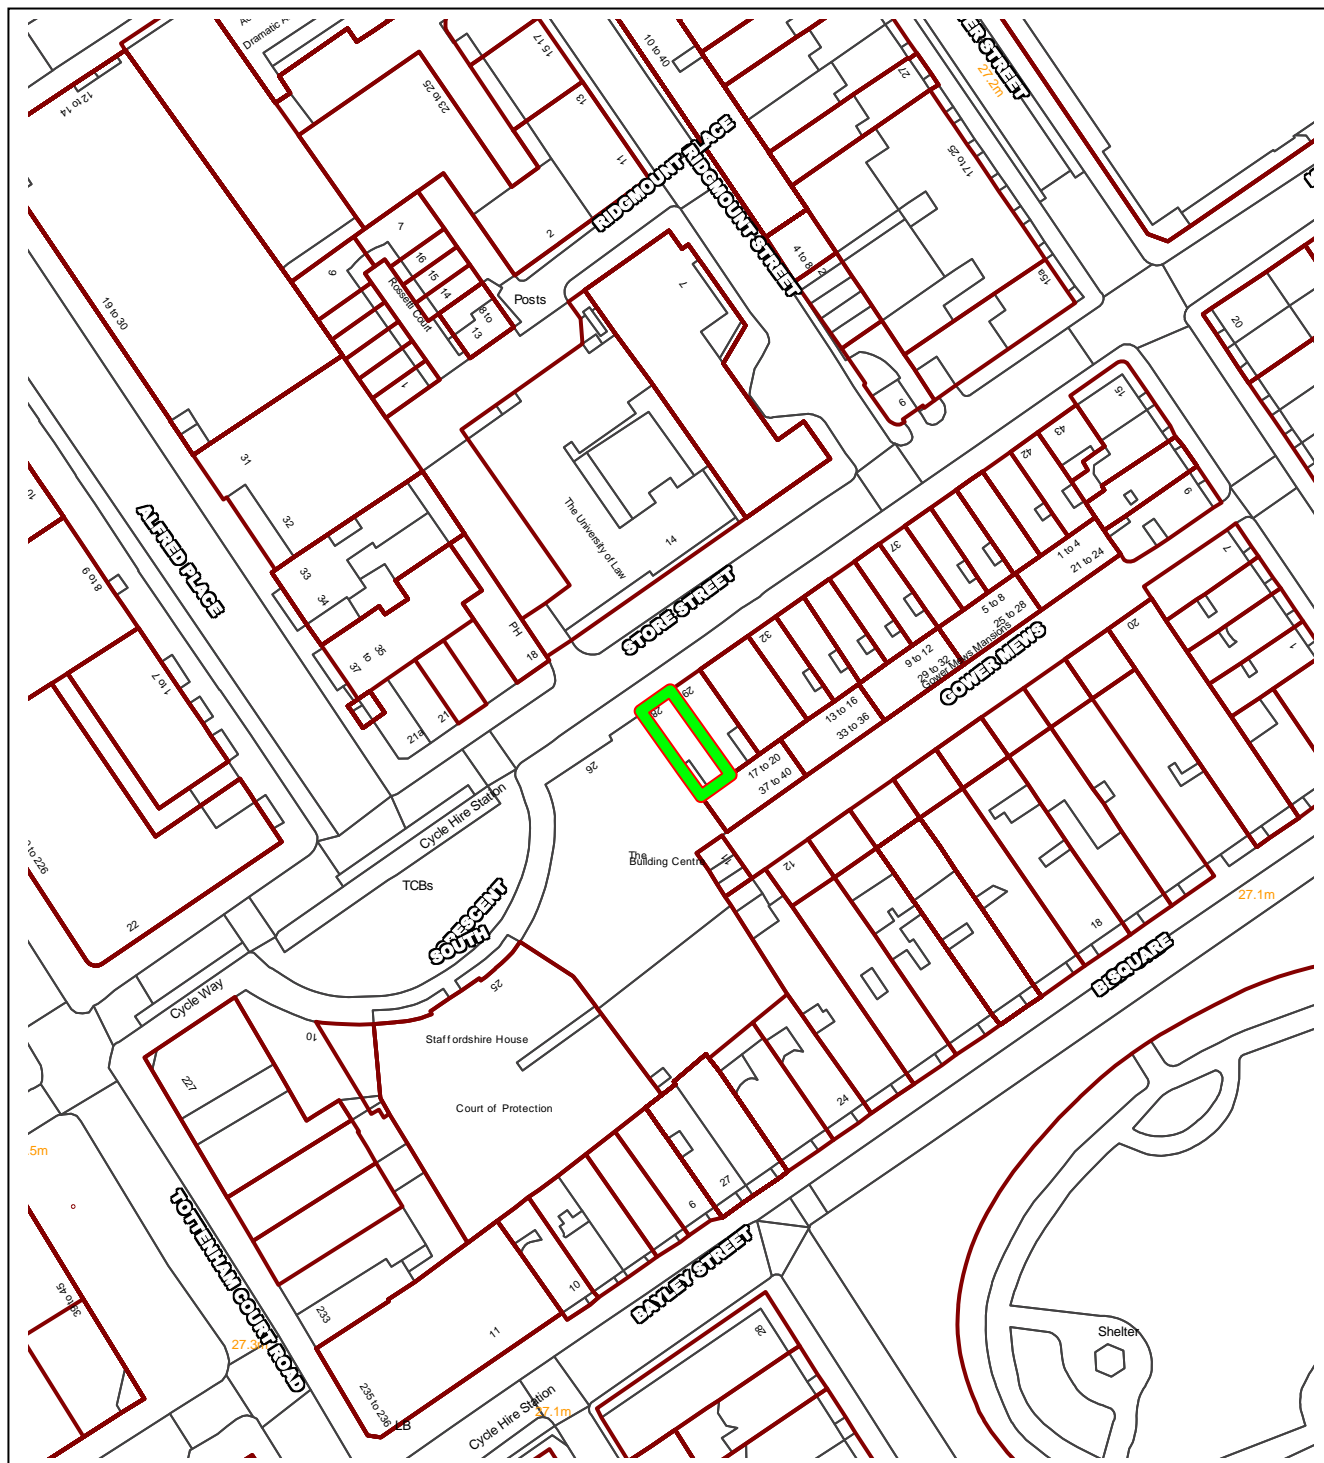 Dramatic A
12 to 14
23 to 25
15 17
13
11
10 to 40
27
27.2m
17 to 25
RIDGMOUNT PLACE
RIDGMOUNT STREET
7
2
16
15
14
8 to
13
Posts
Rossetti Court
9
1
4 to 8
2
7
15a
20
19 to 30
9
15
43
42
9
31
32
33
34
The University of Law
14
37
1 to 4
21 to 24
10
8 to 9
ALFRED PLACE
STORE STREET
PH
18
5 to 8
25 to 28
9 to 12
29 to 32
Gower Mews Mansions
GOWER MEWS
20
7
1
1 to 7
37
21
21a
32
29
28
26
13 to 16
33 to 36
17 to 20
37 to 40
Cycle Hire Station
TCBs
The
Building Centre
1
12
27.1m
22
SOUTH
25
18
Cycle Way
10
Staffordshire House
Court of Protection
BISQUARE
227
24
27
6
.5m
TOTTENHAM COURT ROAD
39 to 45
233
27.3m
10
11
BAYLEY STREET
28
Shelter
235 to 236
LB
Cycle Hire Station
27.1m